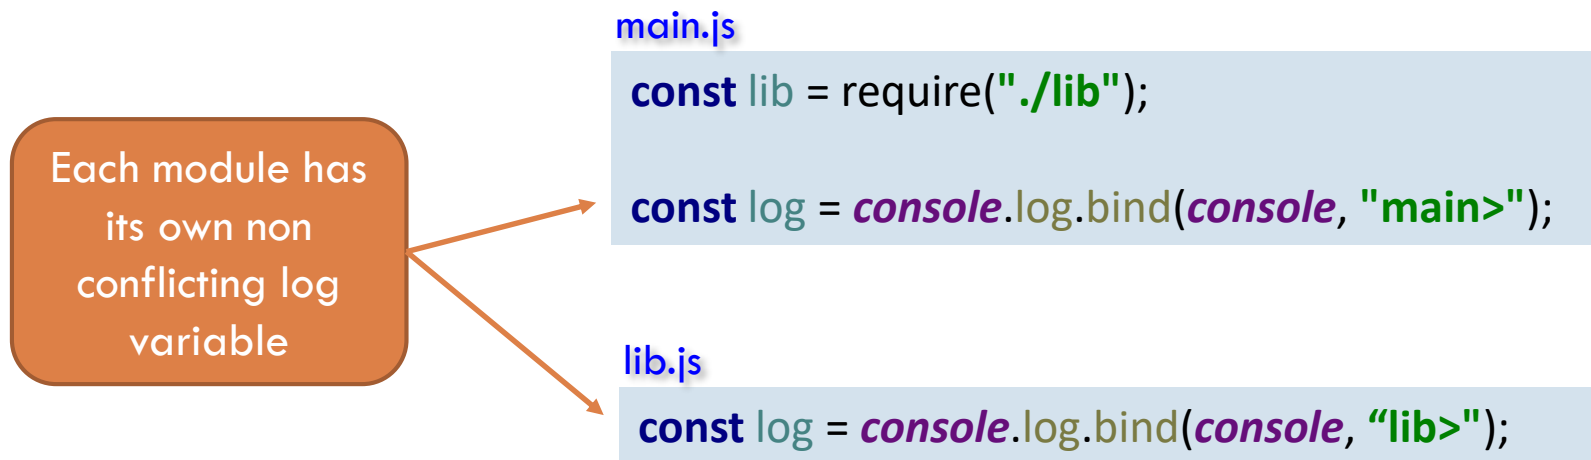 main.js
const lib = require("./lib");
const log = console.log.bind(console, "main>");
Each module has
its own non
conflicting log
variable
lib.js
const log = console.log.bind(console, “lib>");